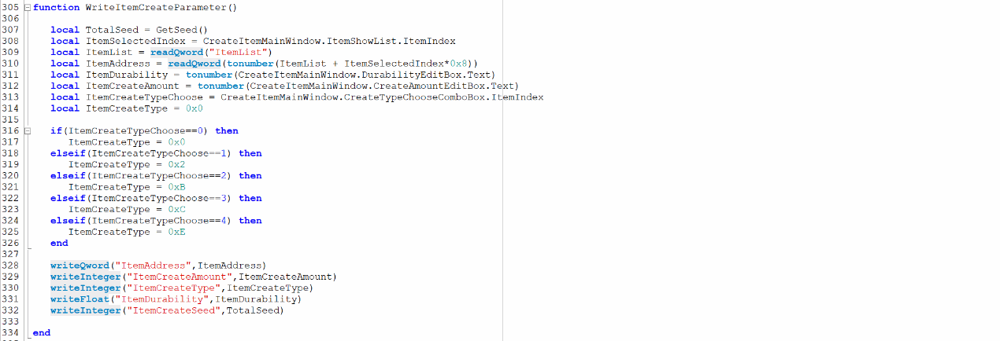 305 function WriteItemCreateParameter()
306
307 local TotalSeed = GetSeed()
308 local ItemSelectedIndex = CreateItemMainWindow.ItemShowList.ItemIndex
309 local ItemList = readQword("ItemList")
310 local ItemAddress = readQword(tonumber(ItemList + ItemSelectedIndex*0x8))
311 local ItemDurability = tonumber(CreateItemMainWindow.DurabilityEditBox.Text)
312 local ItemCreateAmount = tonumber(CreateItemMainWindow.CreateAmountEditBox.Text)
313 local ItemCreateTypeChoose = CreateItemMainWindow.CreateTypeChooseComboBox.ItemIndex
314 local ItemCreateType = 0x0
315
316 if(ItemCreateTypeChoose==0) then
317 ItemCreateType = 0x0
318 elseif(ItemCreateTypeChoose==1) then
319 ItemCreateType = 0x2
320 elseif(ItemCreateTypeChoose==2) then
321 ItemCreateType = 0xB
322 elseif(ItemCreateTypeChoose==3) then
323 ItemCreateType = 0xC
324 elseif(ItemCreateTypeChoose==4) then
325 ItemCreateType = 0xE
326 end
327
328 writeQword("ItemAddress",ItemAddress)
329 writeInteger("ItemCreateAmount",ItemCreateAmount)
330 writeInteger("ItemCreateType",ItemCreateType)
331 writeFloat("ItemDurability",ItemDurability)
332 writeInteger("ItemCreateSeed",TotalSeed)
333
334 end